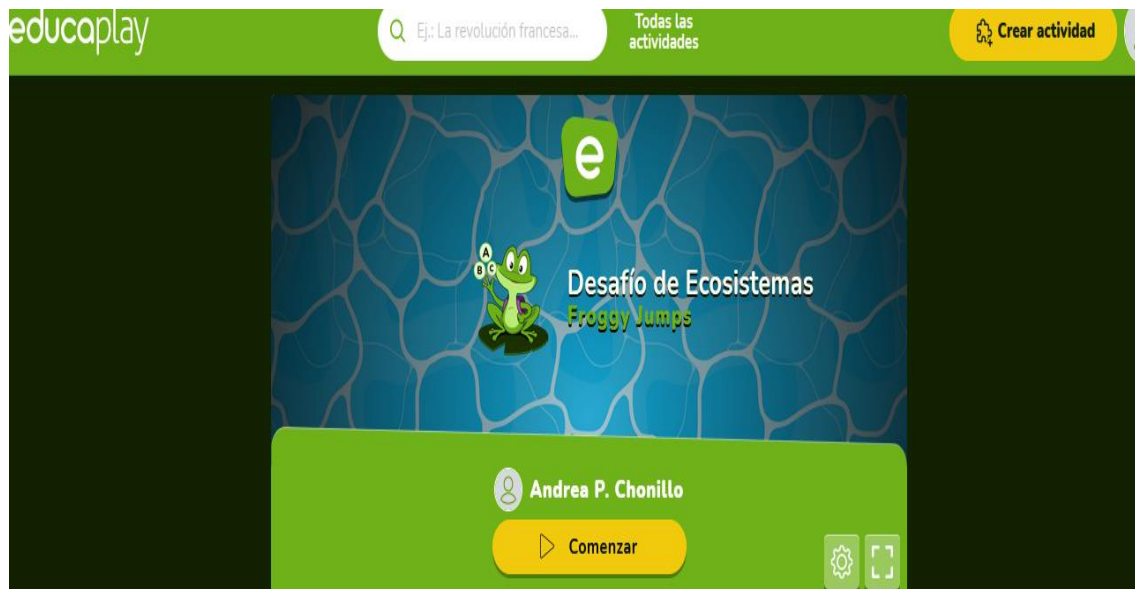 educaplay
Ej.: La revolución francesa...
Todas las
actividades
Crear actividad
e
A
B C
Desafío de Ecosistemas
Froggy Jumps
Andrea P. Chonillo
Comenzar